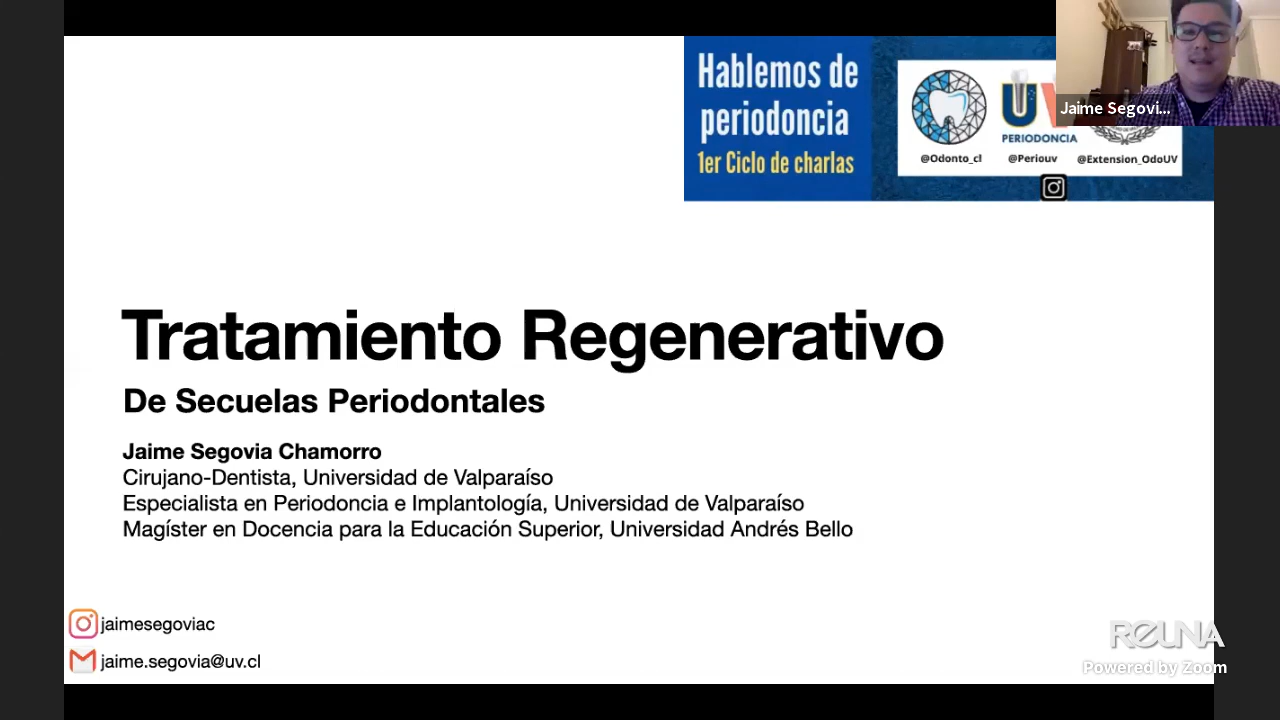 Hablemos de
periodoncia
1er Ciclo de charlas
PERIODONCIA
@Odonto_cl
@Periouv
@Extension_OdoUV
Jaime Segovi...
Tratamiento Regenerativo
De Secuelas Periodontales
Jaime Segovia Chamorro
Cirujano-Dentista, Universidad de Valparaíso
Especialista en Periodoncia e Implantología, Universidad de Valparaíso
Magíster en Docencia para la Educación Superior, Universidad Andrés Bello
jaimesegoviac
jaime.segovia@uv.cl
REUNA
Powered by Zoom